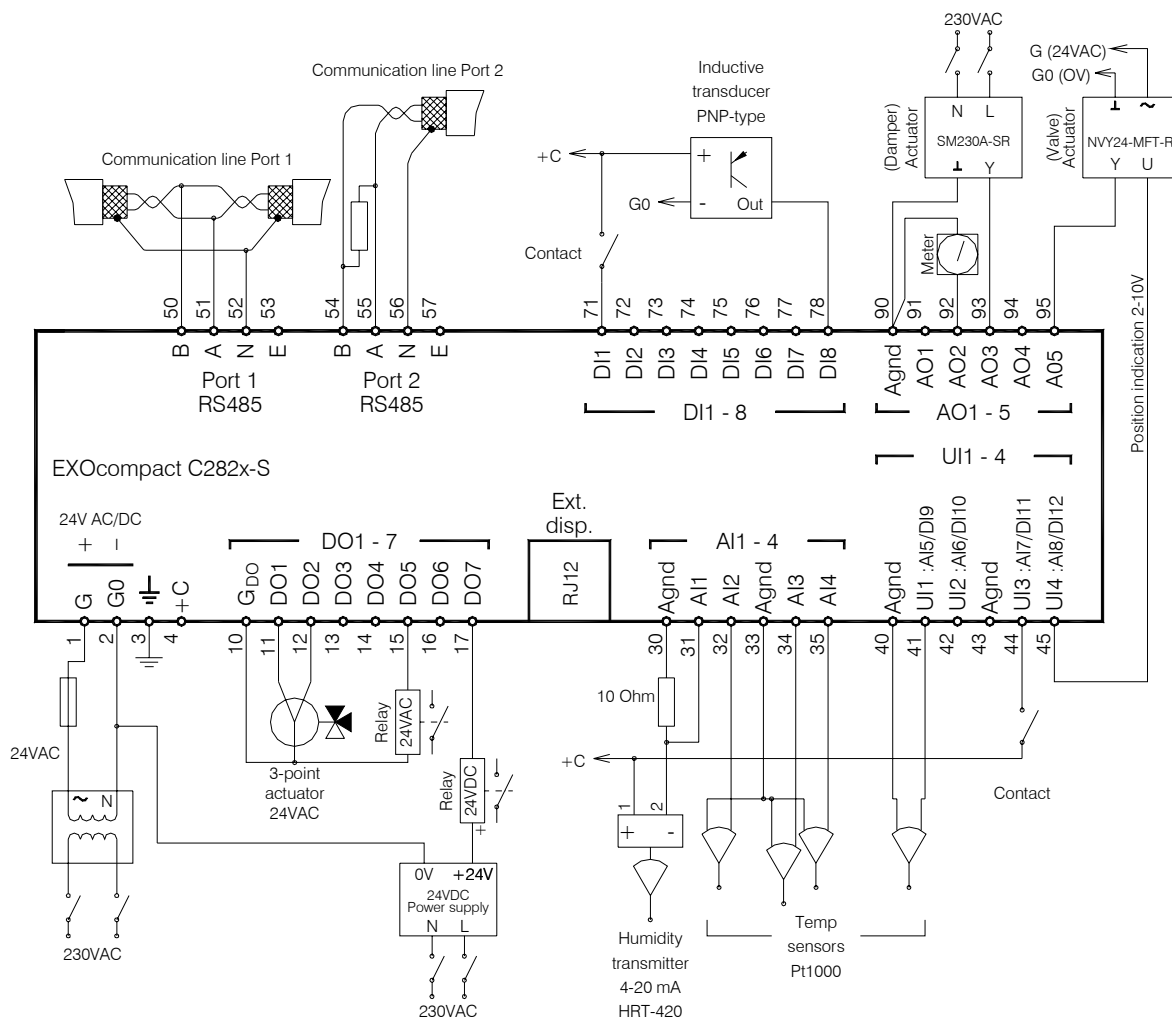 230VAC
G (24VAC)
G0 (OV)
Communication line Port 2
Inductive
transducer
PNP-type
N L
SM230A-SR
Y
(Damper)
Actuator
~
NVY24-MFT-R
Y U
(Valve)
Actuator
Communication line Port 1
+C
+
-
Out
G0
Contact
Meter
50 51 52 53 54 55 56 57 71 72 73 74 75 76 77 78 90 91 92 93 94 95
B A N E B A N E DI1 DI2 DI3 DI4 DI5 DI6 DI7 DI8 Agnd AO1 AO2 AO3 AO4 A05
Port 1
RS485
Port 2
RS485
DI1 - 8
AO1 - 5
UI1 - 4
Position indication 2-10V
EXOcompact C282x-S
24V AC/DC
+ −
Ext.
disp.
RJ12
DO1 - 7
AI1 - 4
G G0 +C GDO DO1 DO2 DO3 DO4 DO5 DO6 DO7 Agnd AI1 AI2 Agnd AI3 AI4 Agnd UI1 :AI5/DI9 UI2 :AI6/DI10 Agnd UI3 :AI7/DI11 UI4 :AI8/DI12
1 2 3 4 10 11 12 13 14 15 16 17 30 31 32 33 34 35 40 41 42 43 44 45
10 Ohm
Relay
24VAC
24VAC
3-point
actuator
24VAC
Relay
24VDC
+
+C
Contact
~ N
1 2
+ -
0V +24V
24VDC
Power supply
N L
230VAC
230VAC
Humidity
transmitter
4-20 mA
HRT-420
Temp
sensors
Pt1000